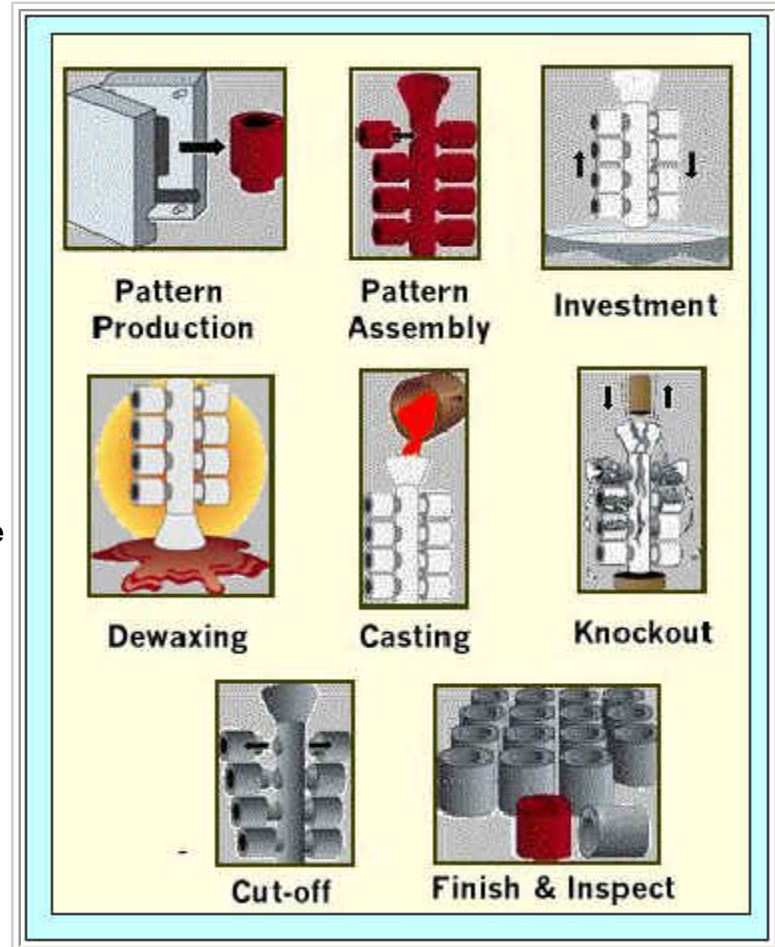 Pattern
Production
Pattern
Assembly
Investment
e
Dewaxing
Casting
Knockout
Cut-off
Finish & Inspect